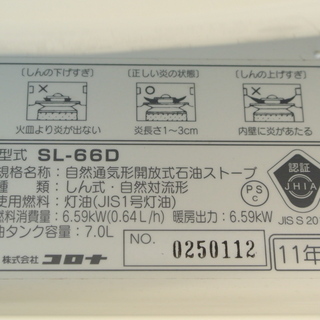 (しんの下げすぎ) (正しい炎の状態) (しんの上げすぎ)
火皿より炎が出ない 炎長さ1~3cm 内壁に炎があたる
型式 SL-66D
規格名称：自然通気形開放式石油ストーブ
種類：しん式・自然対流形
使用燃料：灯油(JIS1号灯油)
燃料消費量：6.59kW(0.64L/h) 暖房出力：6.59kW
油タンク容量：7.0L
NO. 0250112
株式会社コロナ
11年
PSC
認証
JHIA
JIS S 20